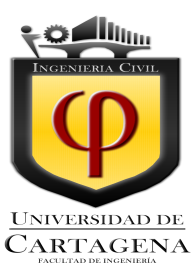 INGENIERIA CIVIL
φ
UNIVERSIDAD DE
CARTAGENA
FACULTAD DE INGENIERÍA